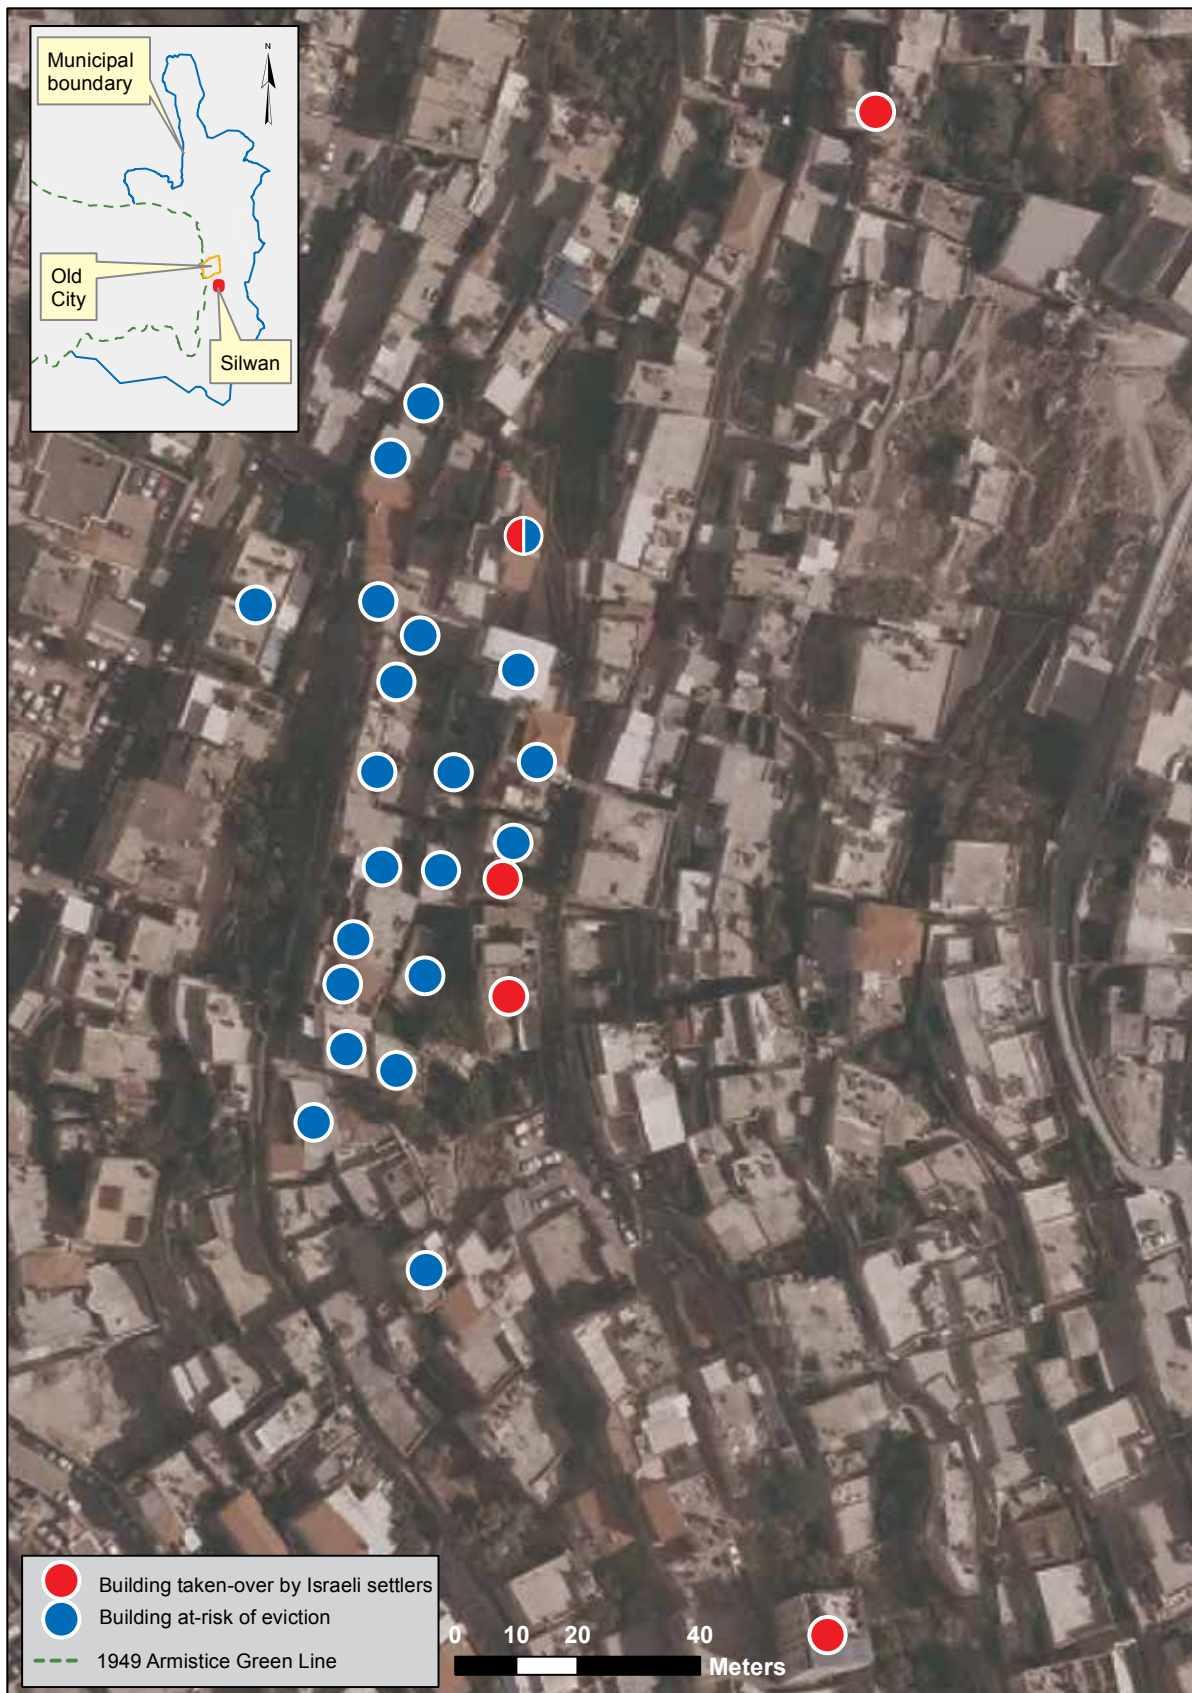 Municipal
boundary
N
Old
City
Silwan
Building taken-over by Israeli settlers
Building at-risk of eviction
1949 Armistice Green Line
0 10 20 40
Meters